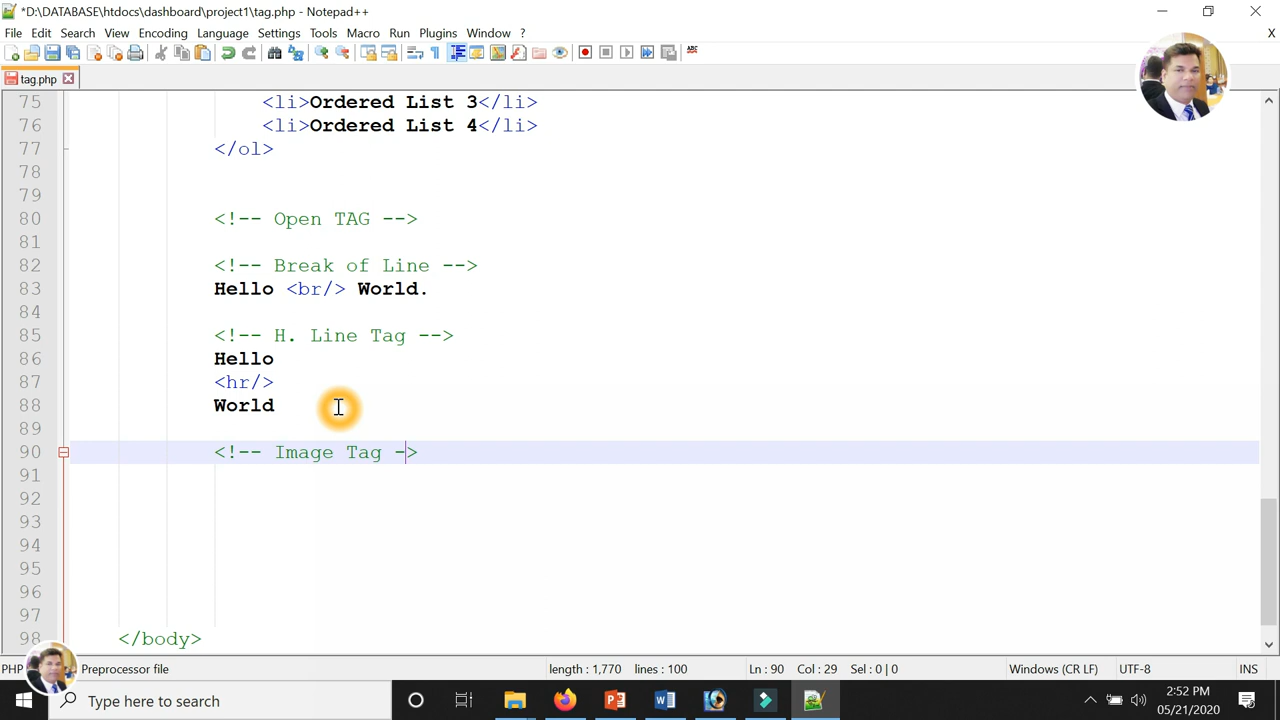 *D:\DATABASE\htdocs\dashboard\project1\tag.php - Notepad++
File Edit Search View Encoding Language Settings Tools Macro Run Plugins Window ? X
ABC
tag.php
75 <li>Ordered List 3</li>
76 <li>Ordered List 4</li>
77 </ol>
78
79
80 <!-- Open TAG -->
81
82 <!-- Break of Line -->
83 Hello <br/> World.
84
85 <!-- H. Line Tag -->
86 Hello
87 <hr/>
88 World
89
90 <!-- Image Tag ->
91
92
93
94
95
96
97
98 </body>
PHP Preprocessor file length : 1,770 lines : 100 Ln : 90 Col : 29 Sel : 0 | 0 Windows (CR LF) UTF-8 INS
Type here to search
2:52 PM
05/21/2020